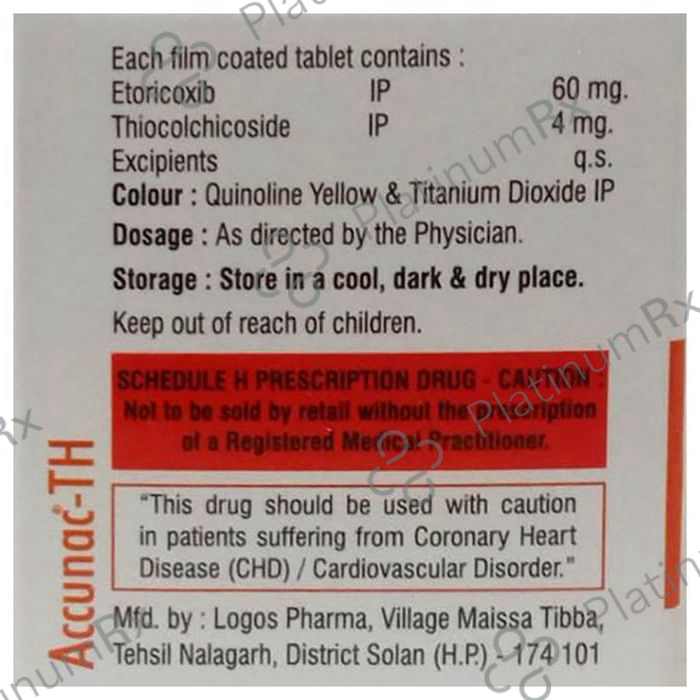 Each film coated tablet contains :
Etoricoxib IP 60 mg.
Thiocolchicoside IP 4 mg.
Excipients q.s.
Colour : Quinoline Yellow & Titanium Dioxide IP
Dosage : As directed by the Physician.
Storage : Store in a cool, dark & dry place.
Keep out of reach of children.
SCHEDULE H PRESCRIPTION DRUG - CAUTION :
Not to be sold by retail without the prescription
of a Registered Medical Practitioner.
"This drug should be used with caution
in patients suffering from Coronary Heart
Disease (CHD) / Cardiovascular Disorder."
Mfd. by : Logos Pharma, Village Maissa Tibba,
Tehsil Nalagarh, District Solan (H.P.) - 174 101
Accunac-TH
PlatinumRx
PlatinumRx
PlatinumRx